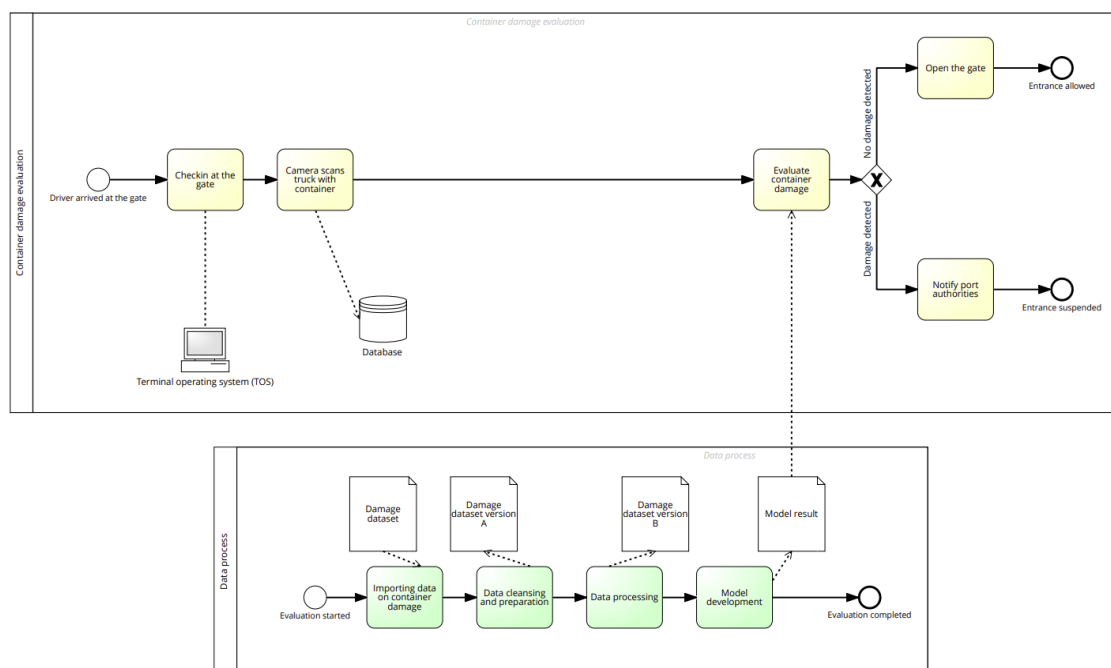 Container damage evaluation
Container damage evaluation
Driver arrived at the gate
Checkin at the
gate
Camera scans
truck with
container
Evaluate
container
damage
No damage detected
Damage detected
X
Open the gate
Entrance allowed
Notify port
authorities
Entrance suspended
Terminal operating system (TOS)
Database
Data process
Data process
Damage
dataset
Damage
dataset version
A
Damage
dataset version
B
Model result
Evaluation started
Importing data
on container
damage
Data cleansing
and preparation
Data processing
Model
development
Evaluation completed